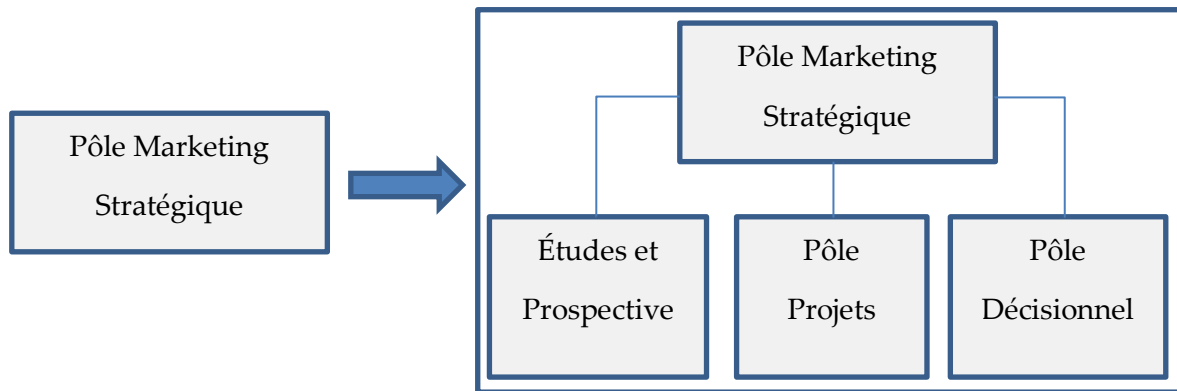 Pôle Marketing
Stratégique
Pôle Marketing
Stratégique
Études et
Prospective
Pôle
Projets
Pôle
Décisionnel